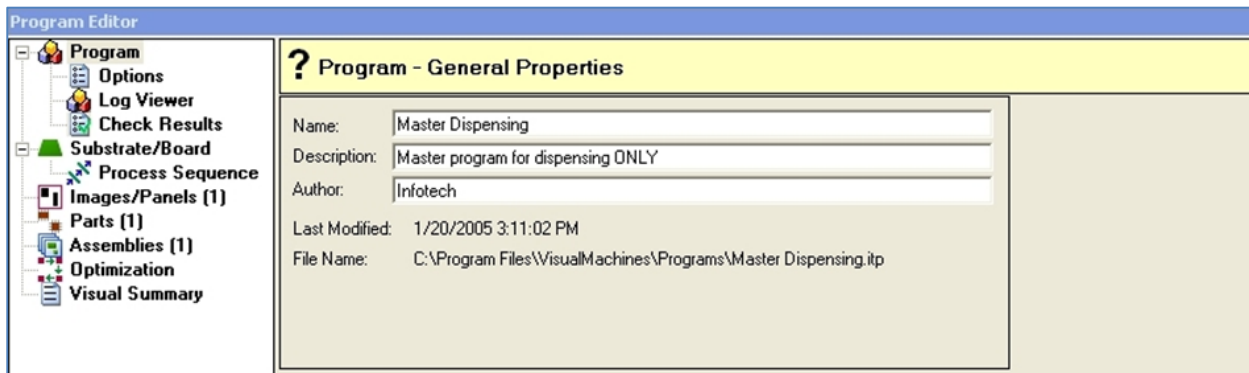 Program Editor
Program
Options
Log Viewer
Check Results
Substrate/Board
Process Sequence
Images/Panels (1)
Parts (1)
Assemblies (1)
Optimization
Visual Summary
? Program - General Properties
Name: Master Dispensing
Description: Master program for dispensing ONLY
Author: Infotech
Last Modified: 1/20/2005 3:11:02 PM
File Name: C:\Program Files\VisualMachines\Programs\Master Dispensing.itp